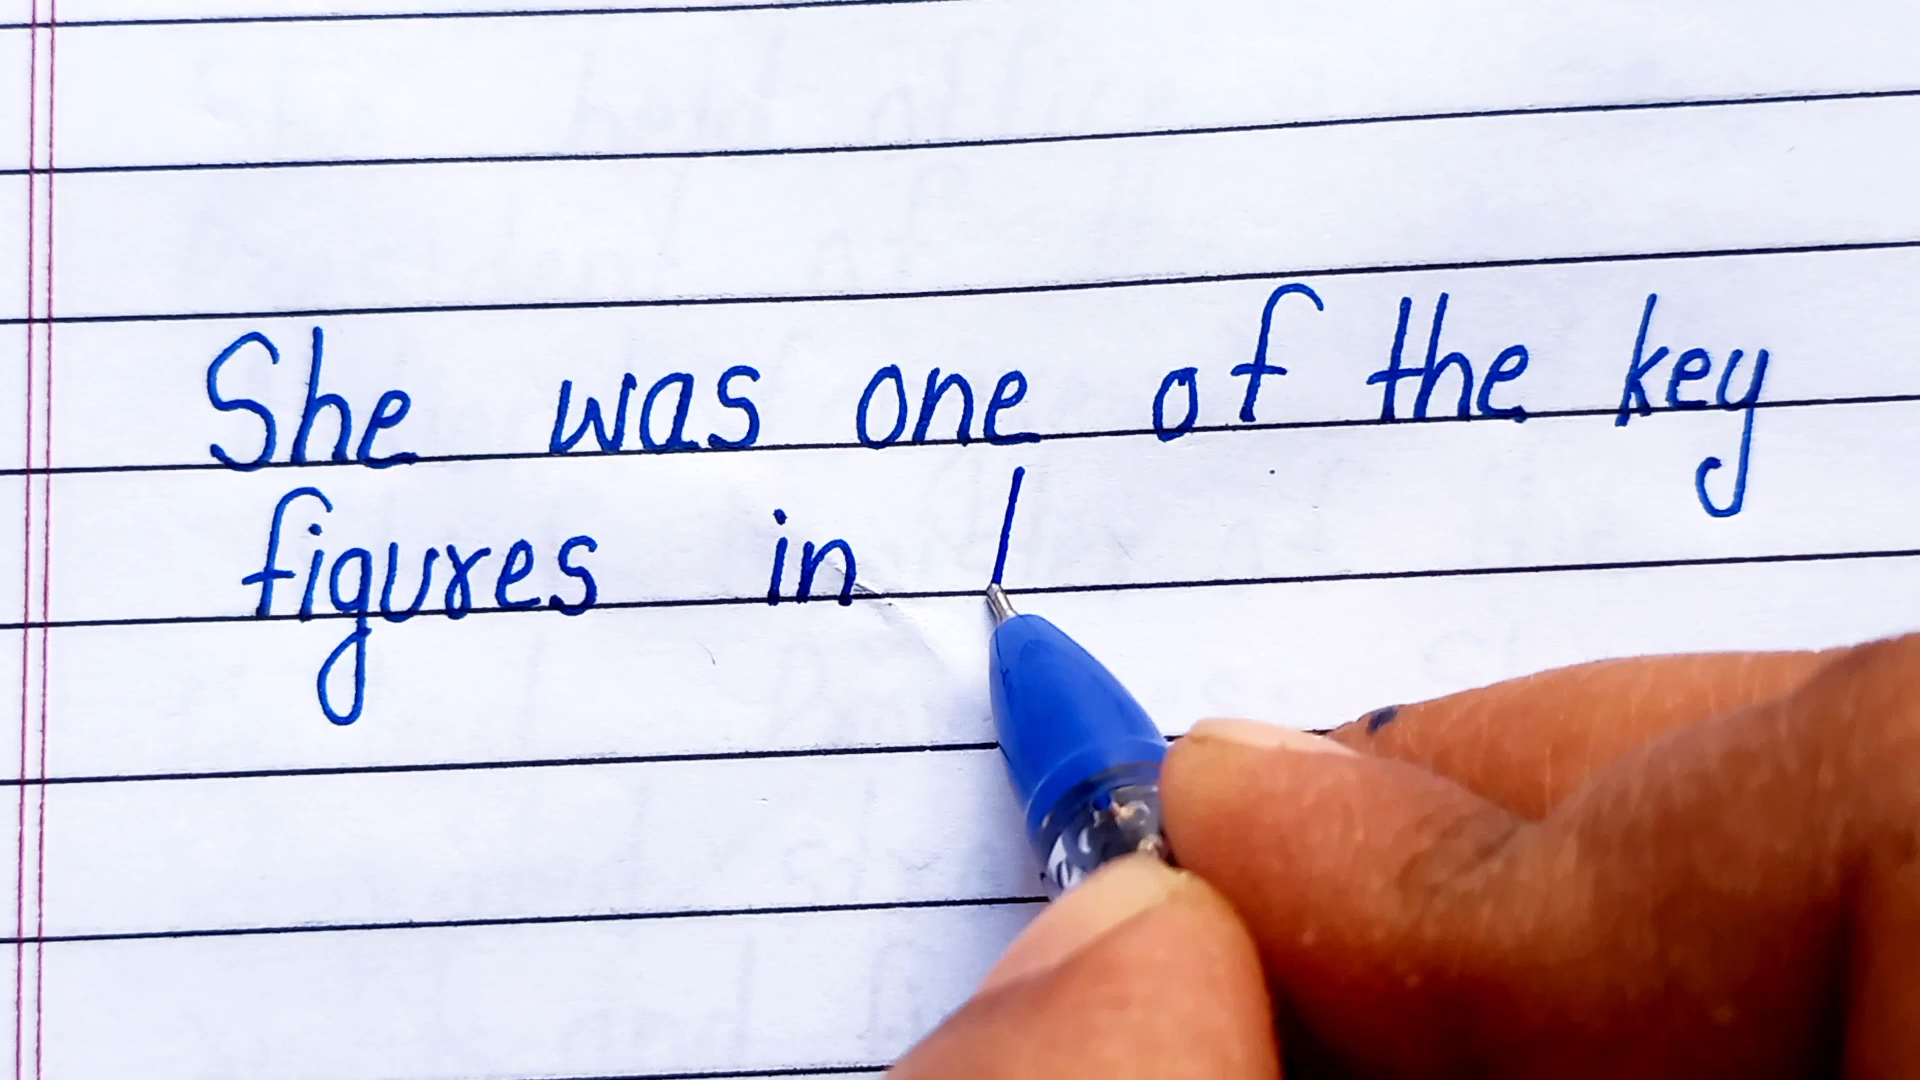 She was one of the key
figures in